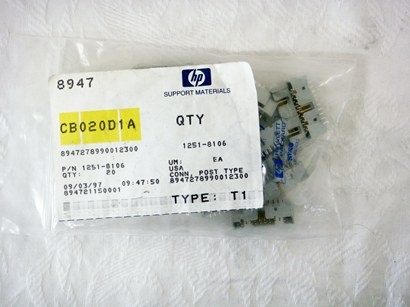 8947
hp
SUPPORT MATERIALS
CB020D1A
QTY
8947278990012300
1251-8106
P/N 1251-8106
QTY: 20
UM: EA
USA
CONN, POST TYPE
8947278990012300
09/03/97 09:47:50
894721150001
TYPE: T1